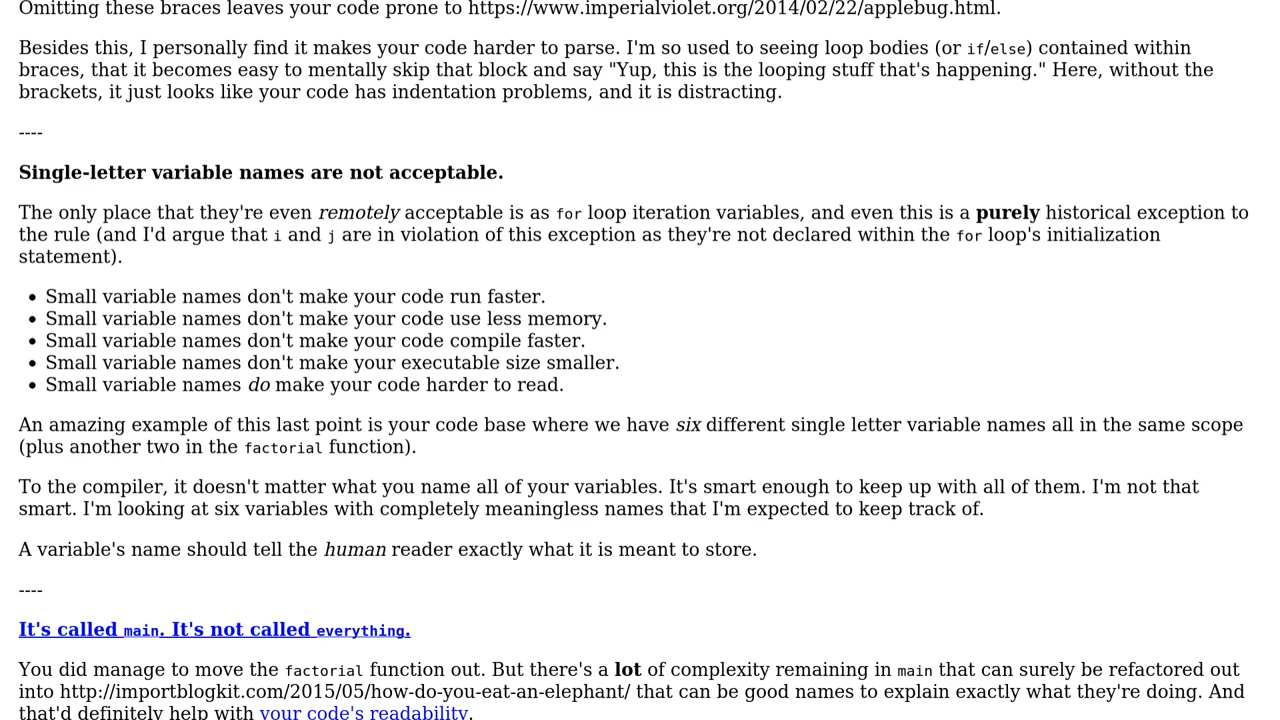 Omitting these braces leaves your code prone to https://www.imperialviolet.org/2014/02/22/applebug.html.
Besides this, I personally find it makes your code harder to parse. I'm so used to seeing loop bodies (or if/else) contained within
braces, that it becomes easy to mentally skip that block and say "Yup, this is the looping stuff that's happening." Here, without the
brackets, it just looks like your code has indentation problems, and it is distracting.
----
Single-letter variable names are not acceptable.
The only place that they're even remotely acceptable is as for loop iteration variables, and even this is a purely historical exception to
the rule (and I'd argue that i and j are in violation of this exception as they're not declared within the for loop's initialization
statement).
• Small variable names don't make your code run faster.
• Small variable names don't make your code use less memory.
• Small variable names don't make your code compile faster.
• Small variable names don't make your executable size smaller.
• Small variable names do make your code harder to read.
An amazing example of this last point is your code base where we have six different single letter variable names all in the same scope
(plus another two in the factorial function).
To the compiler, it doesn't matter what you name all of your variables. It's smart enough to keep up with all of them. I'm not that
smart. I'm looking at six variables with completely meaningless names that I'm expected to keep track of.
A variable's name should tell the human reader exactly what it is meant to store.
----
It's called main. It's not called everything.
You did manage to move the factorial function out. But there's a lot of complexity remaining in main that can surely be refactored out
into http://importblogkit.com/2015/05/how-do-you-eat-an-elephant/ that can be good names to explain exactly what they're doing. And
that'd definitely help with your code's readability.